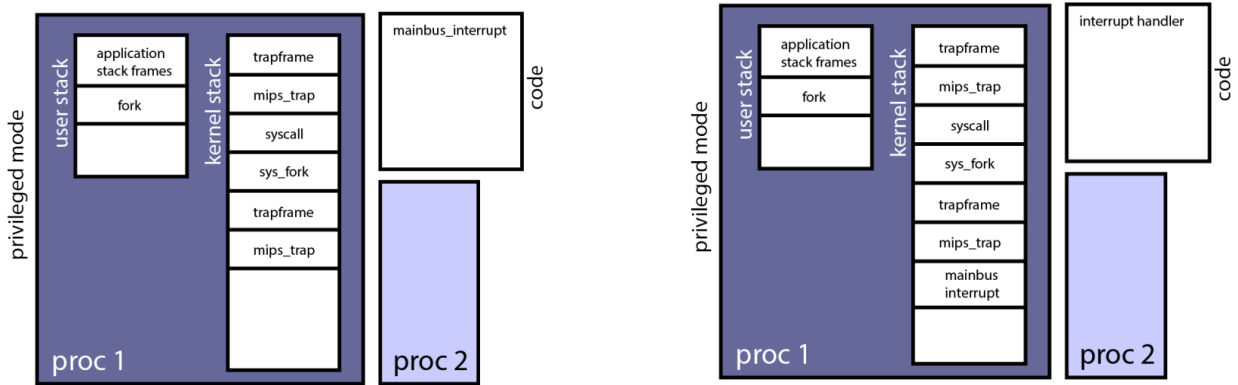 privileged mode
user stack
application
stack frames
fork
kernel stack
trapframe
mips_trap
syscall
sys_fork
trapframe
mips_trap
proc 1
mainbus_interrupt
code
proc 2
privileged mode
user stack
application
stack frames
fork
kernel stack
trapframe
mips_trap
syscall
sys_fork
trapframe
mips_trap
mainbus
interrupt
proc 1
interrupt handler
code
proc 2